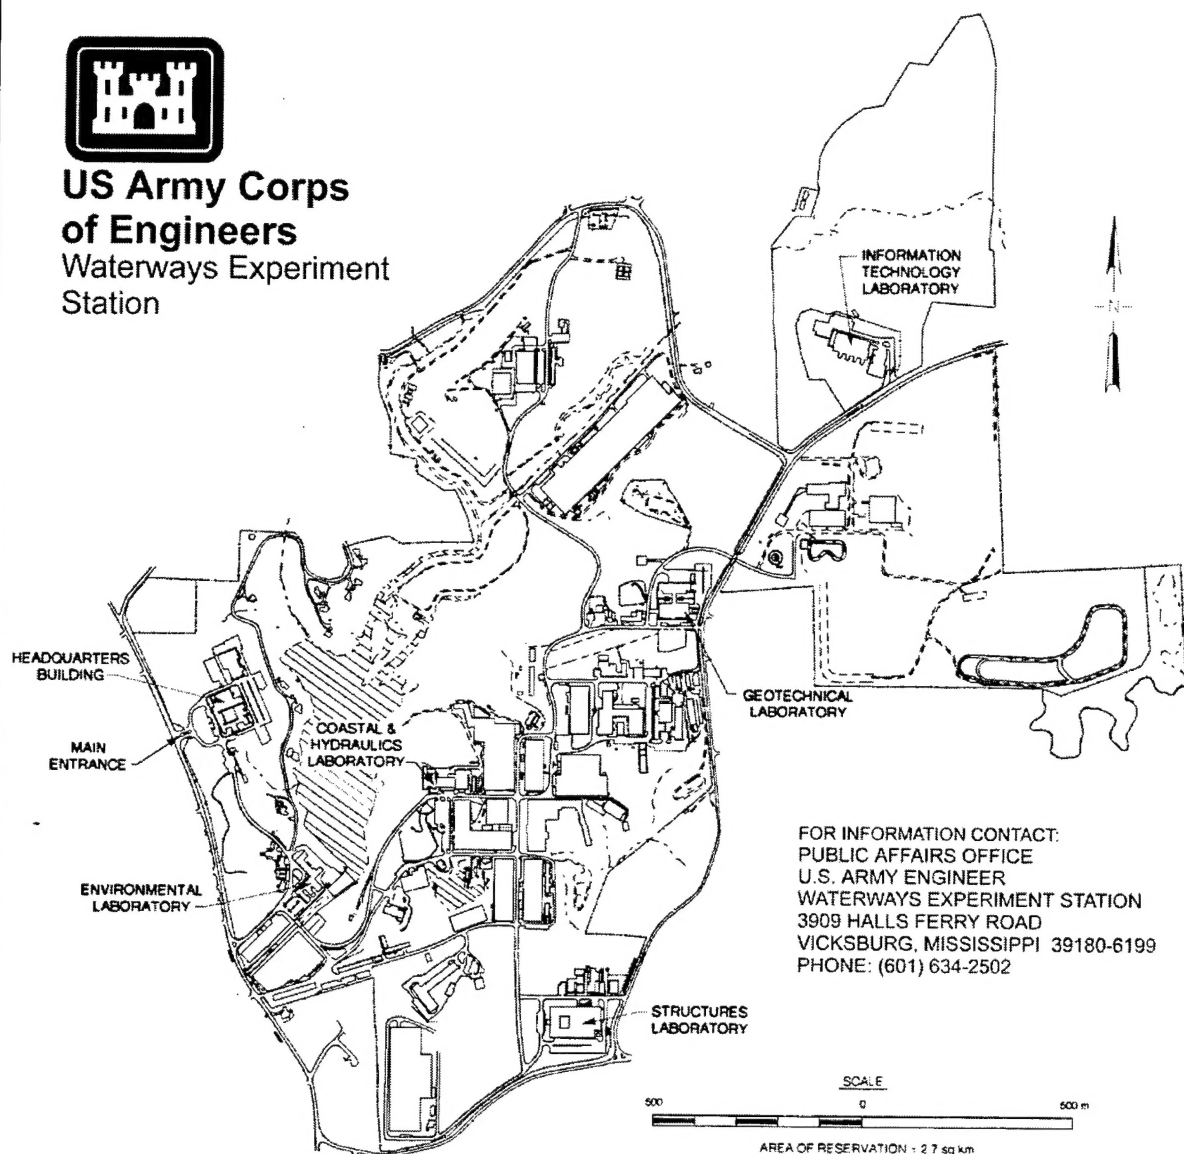 US Army Corps
of Engineers
Waterways Experiment
Station
INFORMATION
TECHNOLOGY
LABORATORY
N
HEADQUARTERS
BUILDING
MAIN
ENTRANCE
COASTAL &
HYDRAULICS
LABORATORY
GEOTECHNICAL
LABORATORY
ENVIRONMENTAL
LABORATORY
FOR INFORMATION CONTACT:
PUBLIC AFFAIRS OFFICE
U.S. ARMY ENGINEER
WATERWAYS EXPERIMENT STATION
3909 HALLS FERRY ROAD
VICKSBURG, MISSISSIPPI 39180-6199
PHONE: (601) 634-2502
STRUCTURES
LABORATORY
SCALE
500 0 500 m
AREA OF RESERVATION : 2.7 sq km